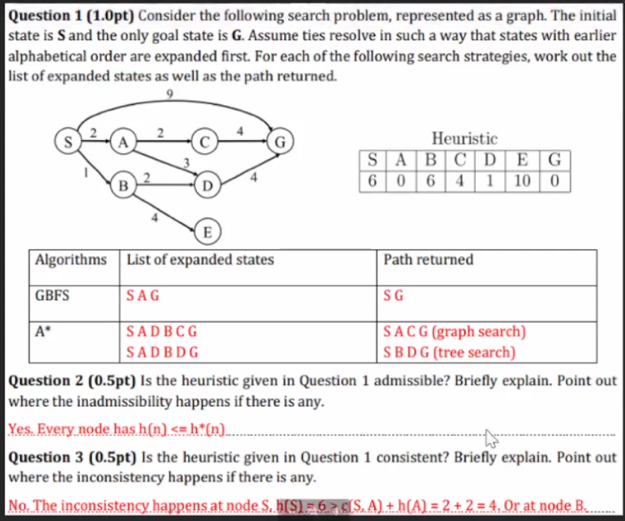 Question 1 (1.0pt) Consider the following search problem, represented as a graph. The initial
state is S and the only goal state is G. Assume ties resolve in such a way that states with earlier
alphabetical order are expanded first. For each of the following search strategies, work out the
list of expanded states as well as the path returned.
9
S 2 A 2 C 4 G
1 3
B 2 D 4
4
E
Heuristic
S A B C D E G
6 0 6 4 1 10 0
Algorithms List of expanded states Path returned
GBFS S A G S G
A* S A D B C G S A C G (graph search)
S A D B D G S B D G (tree search)
Question 2 (0.5pt) Is the heuristic given in Question 1 admissible? Briefly explain. Point out
where the inadmissibility happens if there is any.
Yes. Every node has h(n) <= h*(n)
Question 3 (0.5pt) Is the heuristic given in Question 1 consistent? Briefly explain. Point out
where the inconsistency happens if there is any.
No. The inconsistency happens at node S. h(S) = 6 > c(S, A) + h(A) = 2 + 2 = 4. Or at node B.